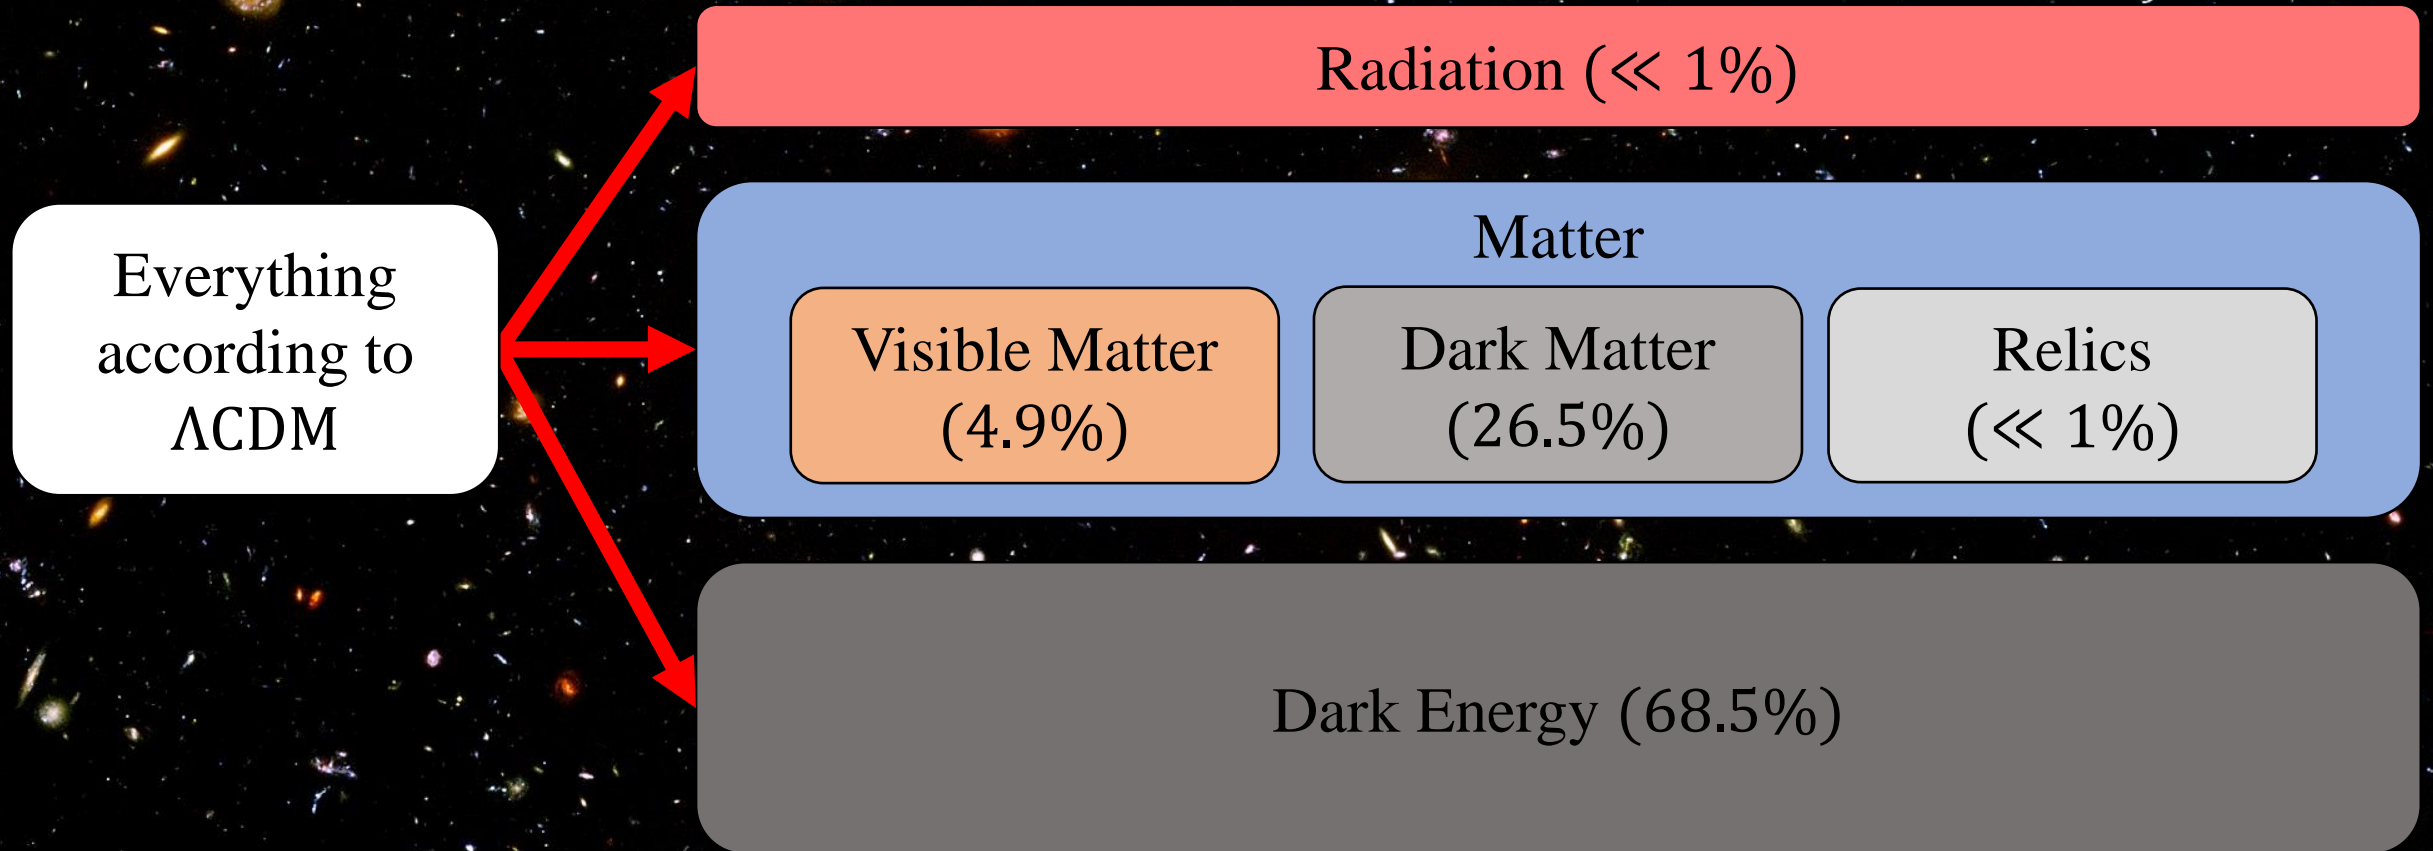 Radiation (≪ 1%)
Everything
according to
ΛCDM
Matter
Visible Matter
(4.9%)
Dark Matter
(26.5%)
Relics
(≪ 1%)
Dark Energy (68.5%)